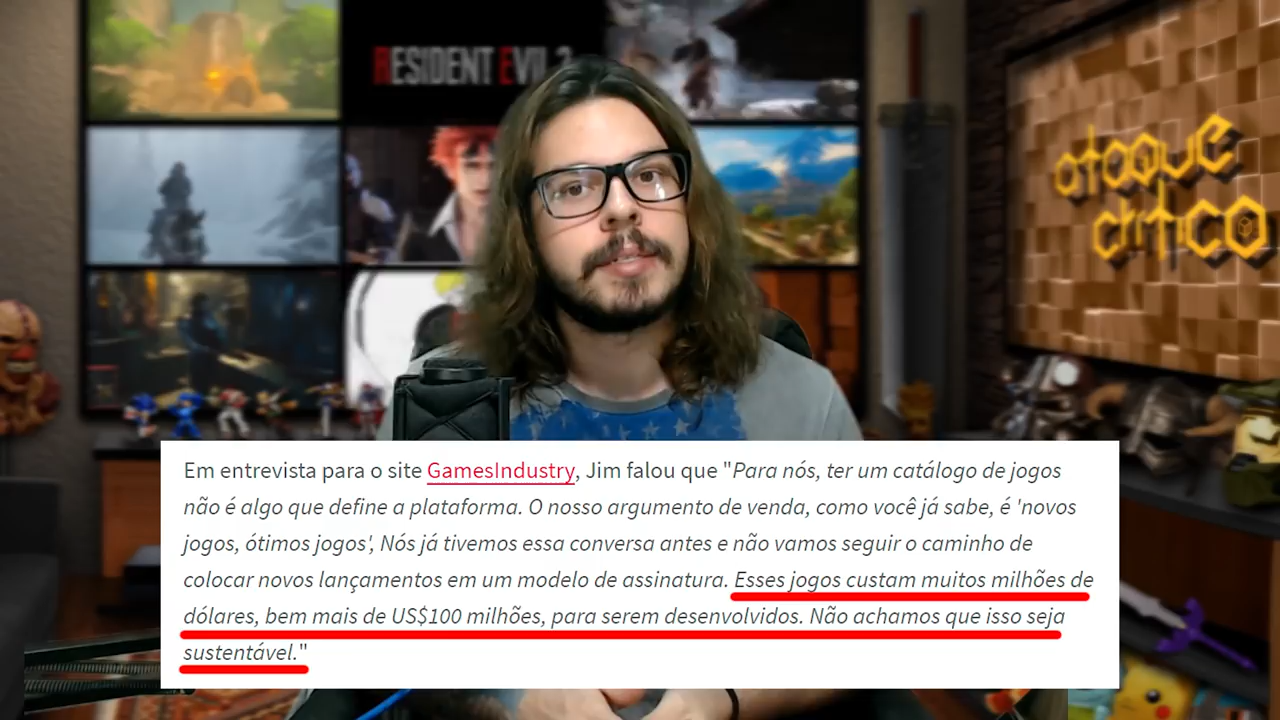 RESIDENT EVIL 2
ataque
crítico
Em entrevista para o site GamesIndustry, Jim falou que "Para nós, ter um catálogo de jogos
não é algo que define a plataforma. O nosso argumento de venda, como você já sabe, é 'novos
jogos, ótimos jogos', Nós já tivemos essa conversa antes e não vamos seguir o caminho de
colocar novos lançamentos em um modelo de assinatura. Esses jogos custam muitos milhões de
dólares, bem mais de US$100 milhões, para serem desenvolvidos. Não achamos que isso seja
sustentável."